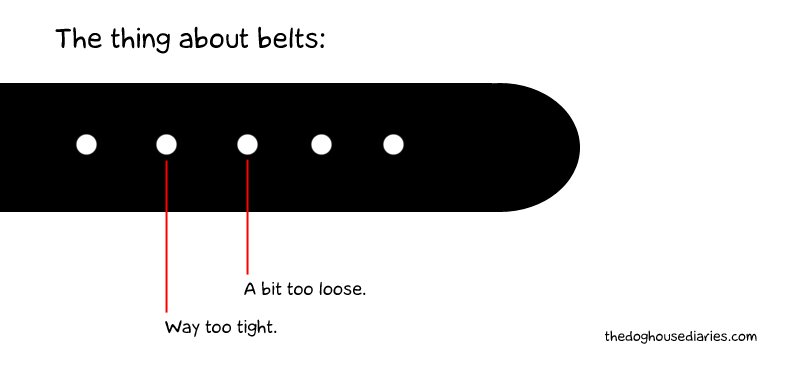 The thing about belts:
A bit too loose.
Way too tight.
thedoghousediaries.com